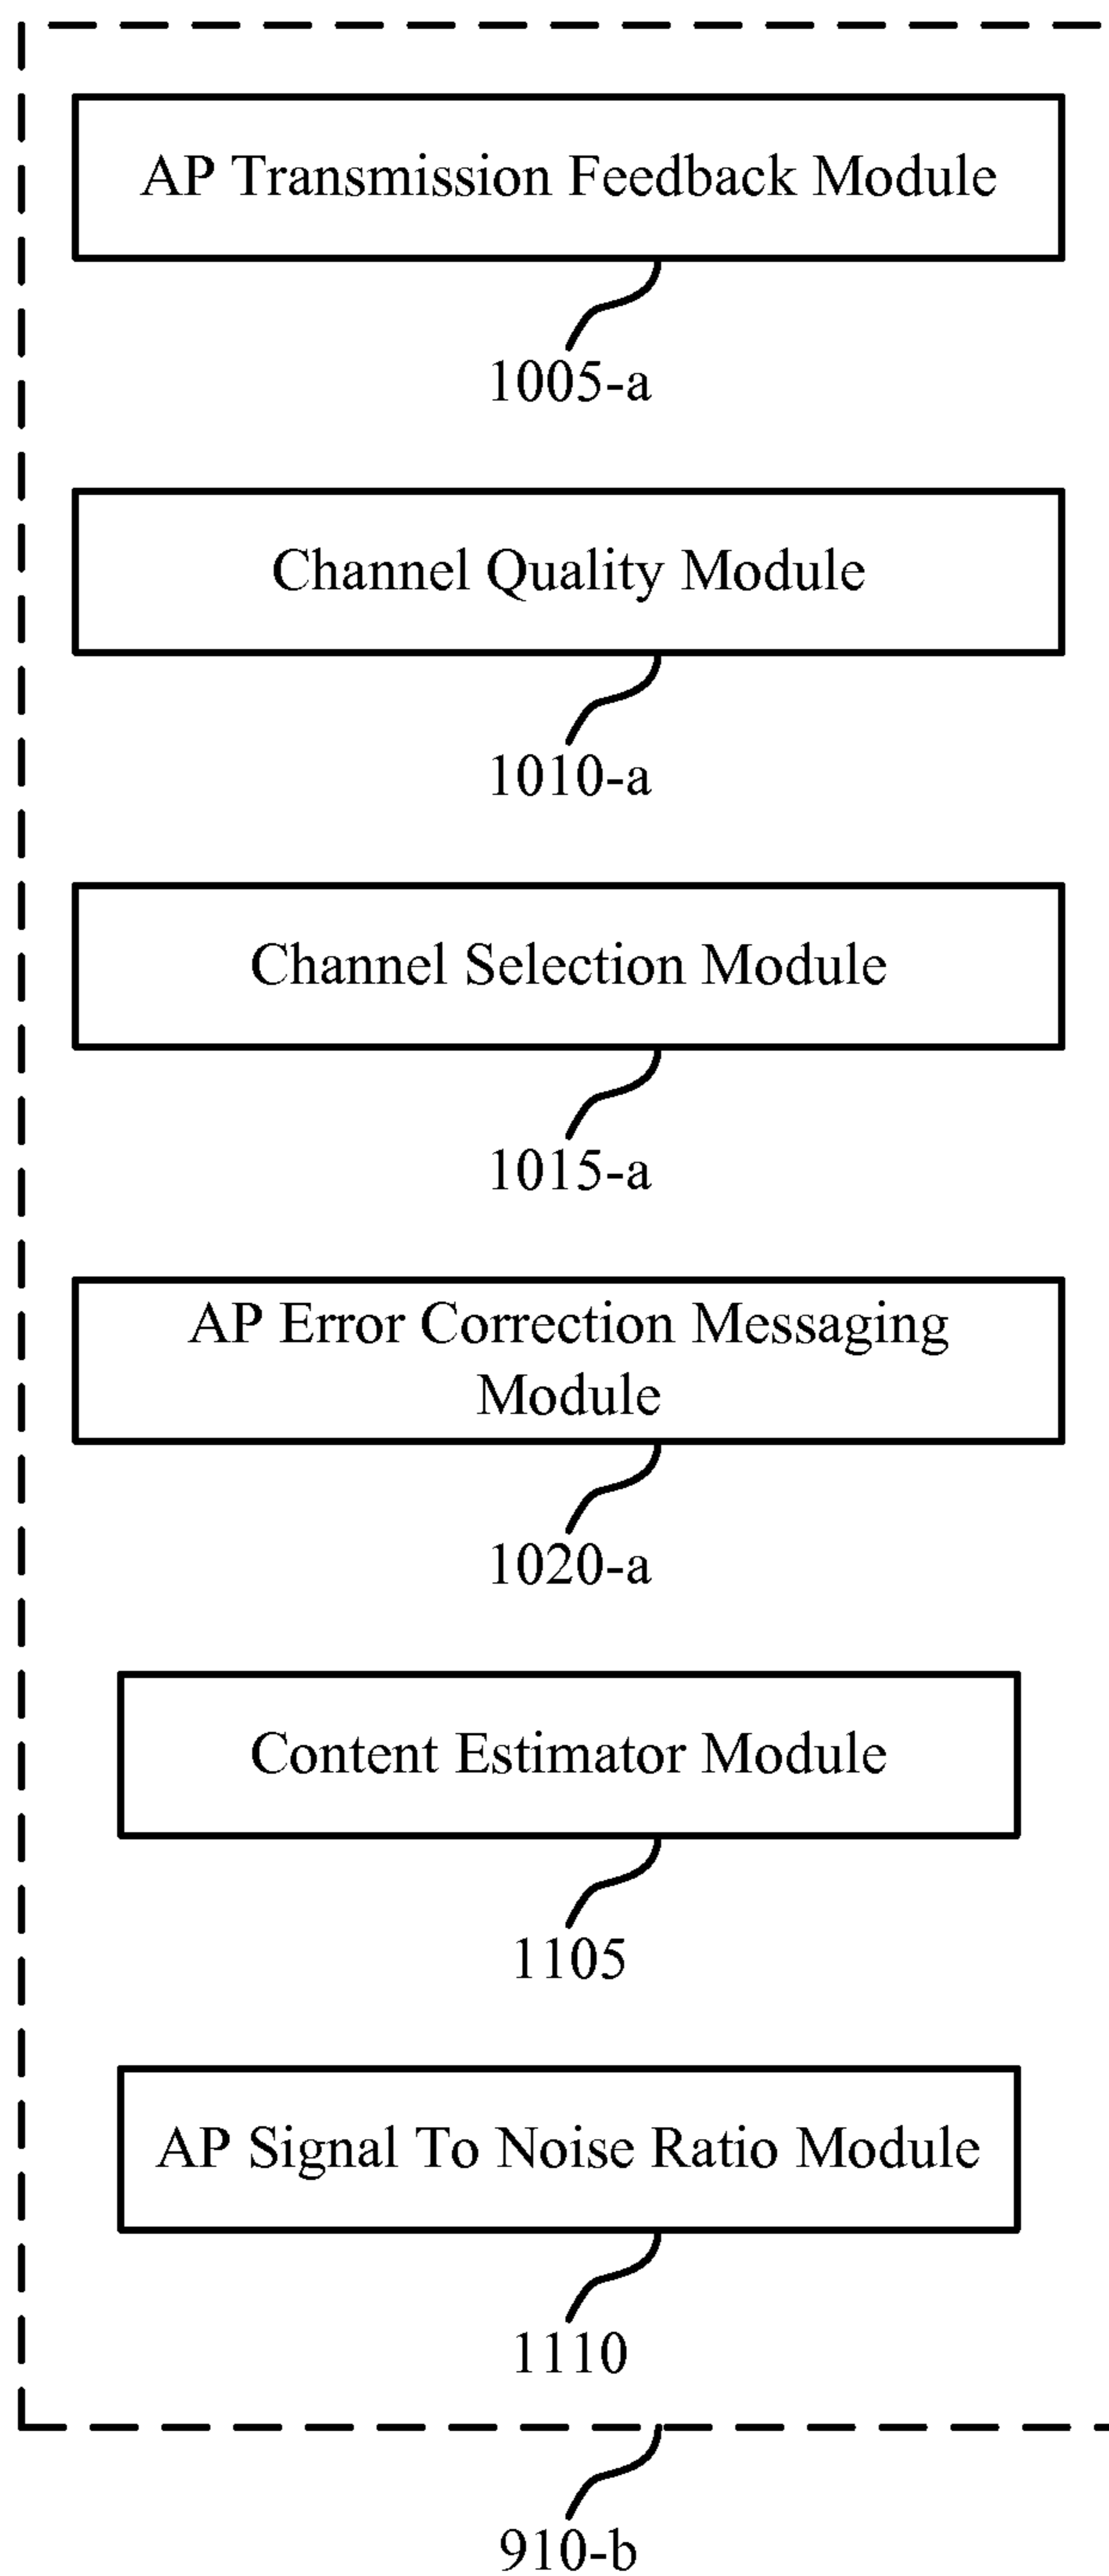 AP Transmission Feedback Module
1005-a
Channel Quality Module
1010-a
Channel Selection Module
1015-a
AP Error Correction Messaging
Module
1020-a
Content Estimator Module
1105
AP Signal To Noise Ratio Module
1110
910-b